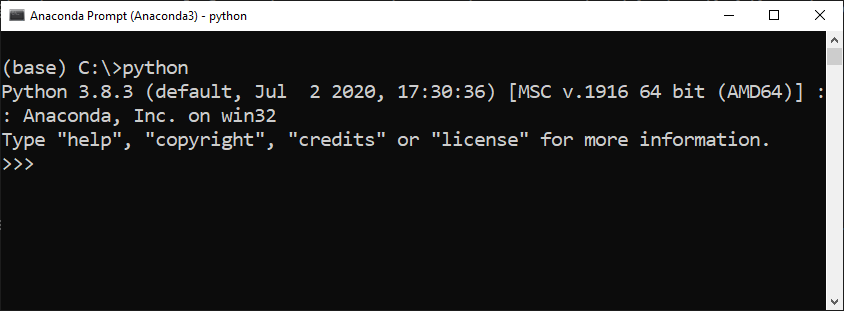 Anaconda Prompt (Anaconda3) - python
(base) C:\>python
Python 3.8.3 (default, Jul  2 2020, 17:30:36) [MSC v.1916 64 bit (AMD64)] :
: Anaconda, Inc. on win32
Type "help", "copyright", "credits" or "license" for more information.
>>>